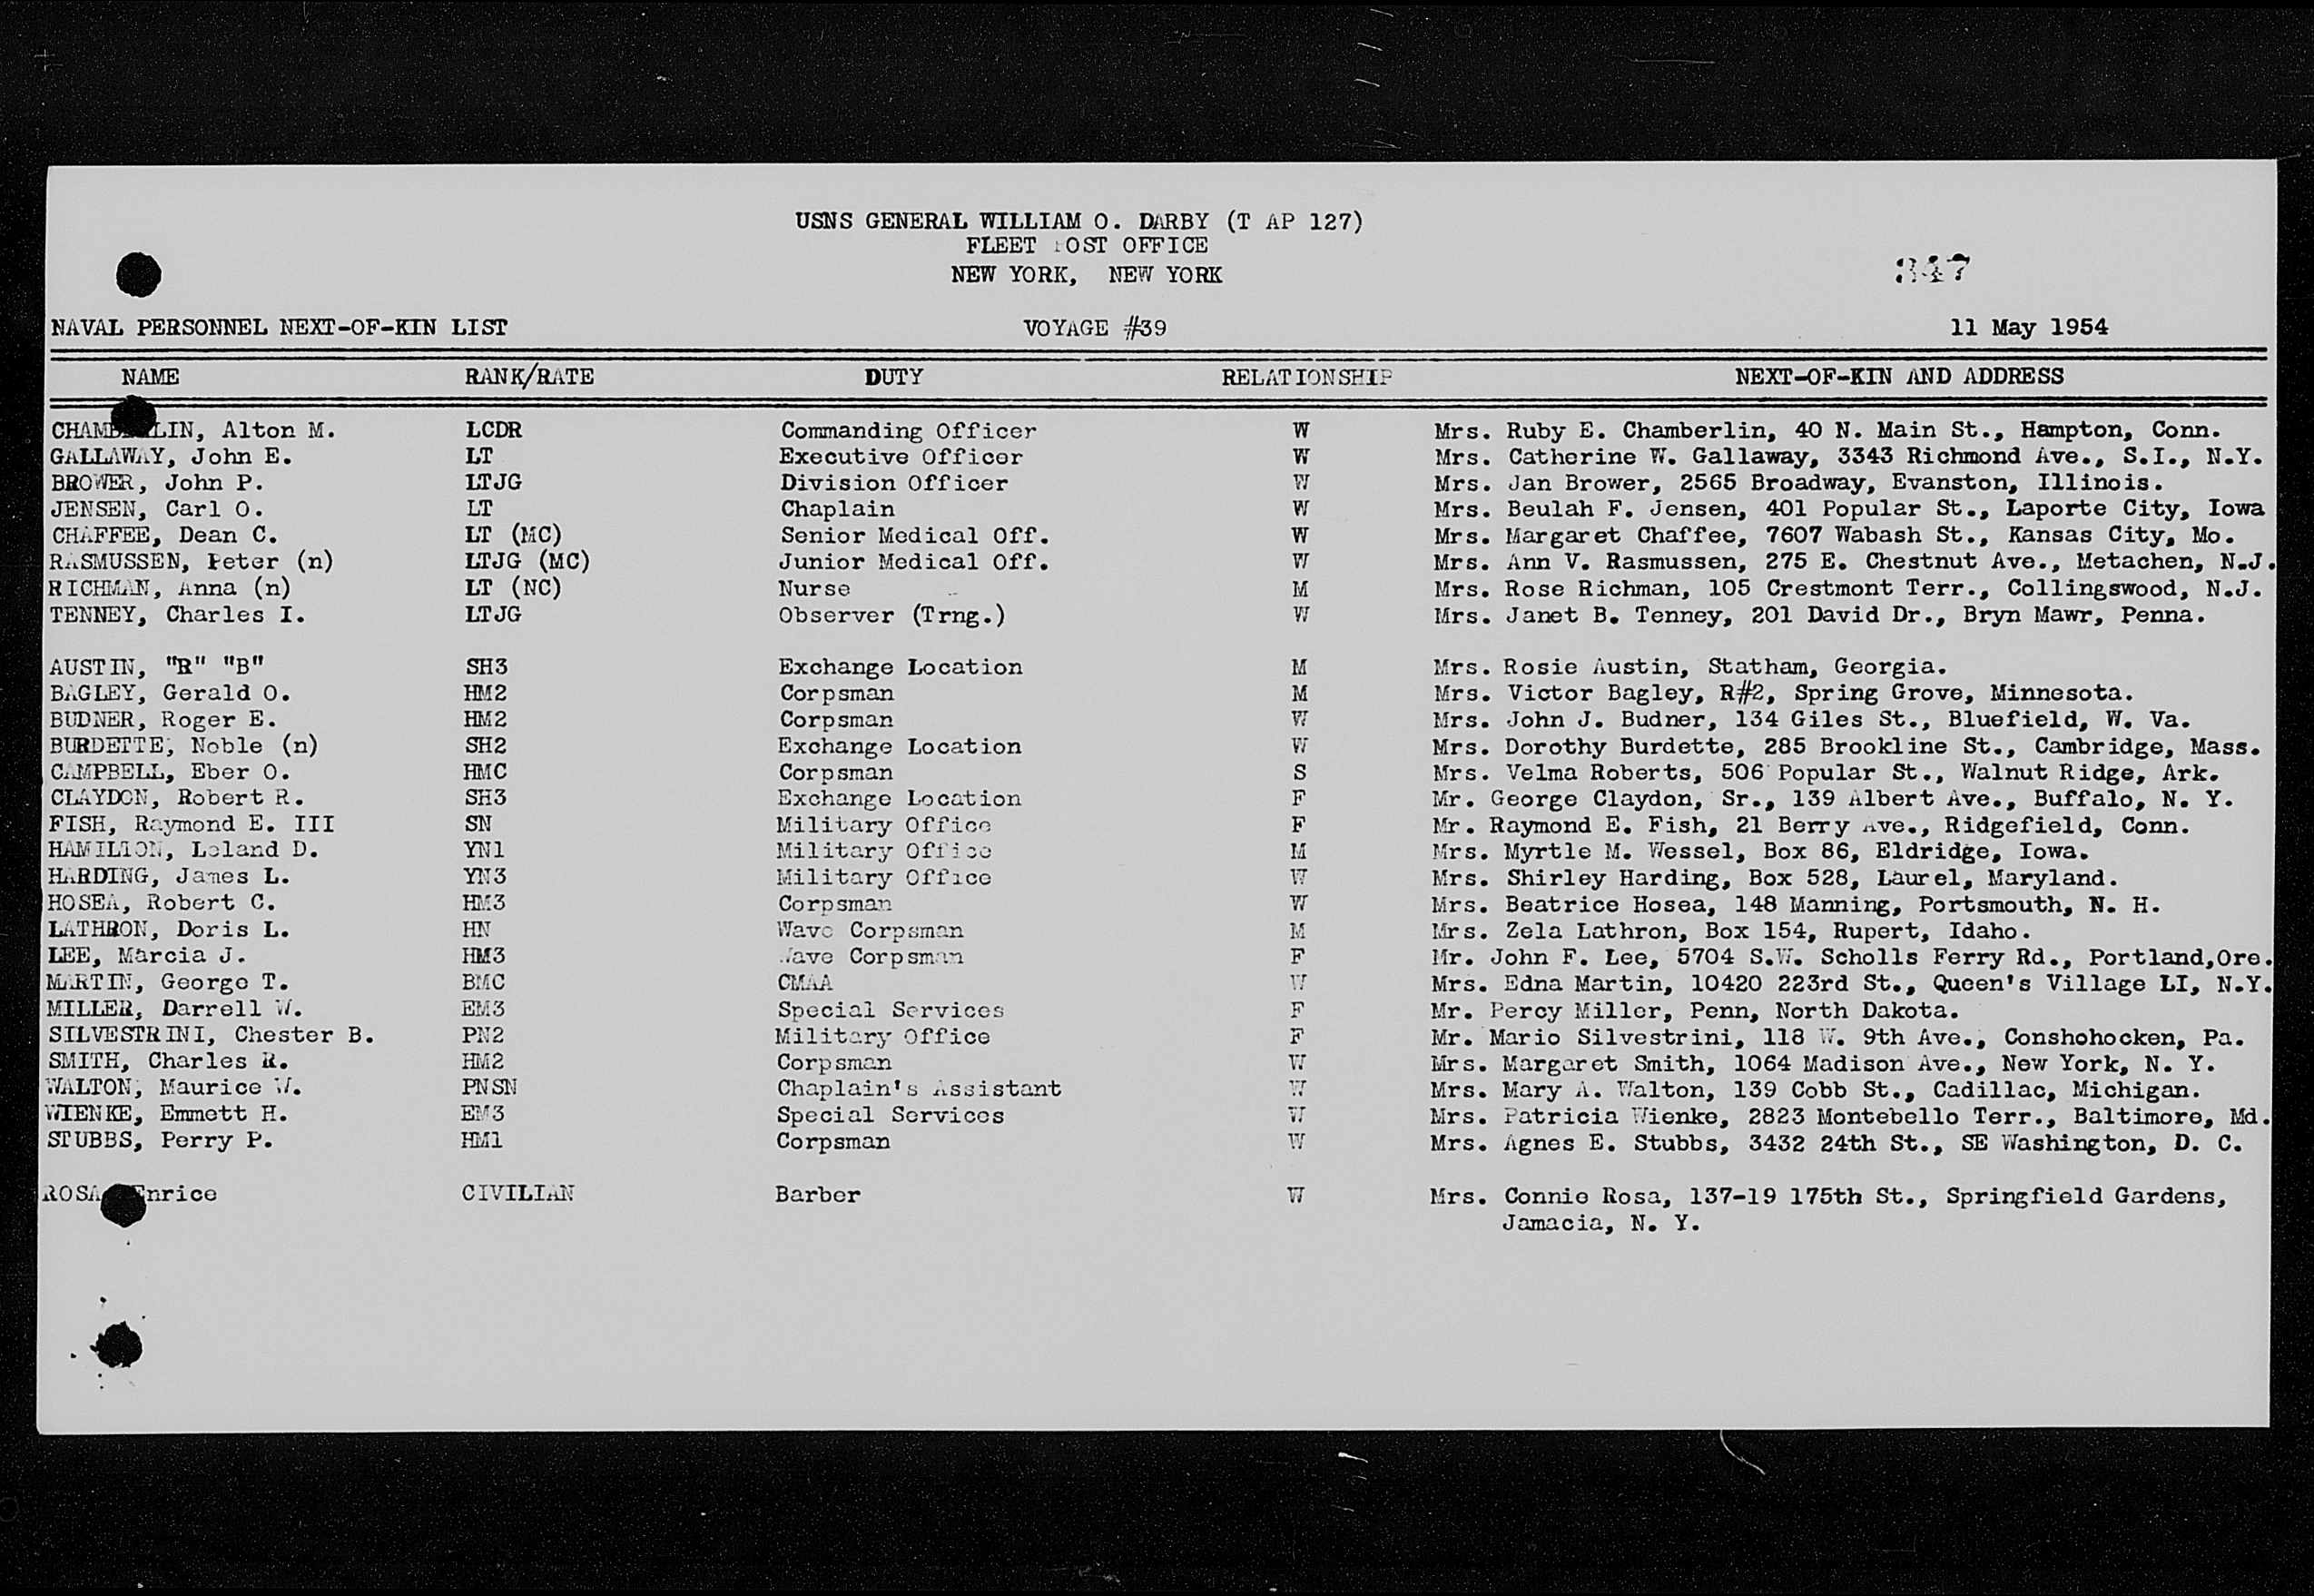 USNS GENERAL WILLIAM O. DARBY (T AP 127)
FLEET POST OFFICE
NEW YORK, NEW YORK
347
NAVAL PERSONNEL NEXT-OF-KIN LIST VOYAGE #39 11 May 1954
NAME RANK/RATE DUTY RELATIONSHIP NEXT-OF-KIN AND ADDRESS
Alton M. LCDR Commanding Officer W Mrs. Ruby E. Chamberlin, 40 N. Main St., Hampton, Conn.
GALLAWAY, John E. LT Executive Officer W Mrs. Catherine W. Gallaway, 3343 Richmond Ave., S.I., N.Y.
BROWER, John P. LTJG Division Officer W Mrs. Jan Brower, 2565 Broadway, Evanston, Illinois.
JENSEN, Carl O. LT Chaplain W Mrs. Beulah F. Jensen, 401 Popular St., Laporte City, Iowa
CHAFFEE, Dean C. LT (MC) Senior Medical Off. W Mrs. Margaret Chaffee, 7607 Wabash St., Kansas City, Mo.
RASMUSSEN, Peter (n) LTJG (MC) Junior Medical Off. W Mrs. Ann V. Rasmussen, 275 E. Chestnut Ave., Metachen, N.J.
RICHMAN, Anna (n) LT (NC) Nurse M Mrs. Rose Richman, 105 Crestmont Terr., Collingswood, N.J.
TENNEY, Charles I. LTJG Observer (Trng.) W Mrs. Janet B. Tenney, 201 David Dr., Bryn Mawr, Penna.
AUSTIN, "R" "B" SH3 Exchange Location M Mrs. Rosie Austin, Statham, Georgia.
BAGLEY, Gerald O. HM2 Corpsman M Mrs. Victor Bagley, R#2, Spring Grove, Minnesota.
BUDNER, Roger E. HM2 Corpsman W Mrs. John J. Budner, 134 Giles St., Bluefield, W. Va.
BURDETTE, Noble (n) SH2 Exchange Location W Mrs. Dorothy Burdette, 285 Brookline St., Cambridge, Mass.
CAMPBELL, Eber O. HMC Corpsman S Mrs. Velma Roberts, 506 Popular St., Walnut Ridge, Ark.
CLAYDON, Robert R. SH3 Exchange Location F Mr. George Claydon, Sr., 139 Albert Ave., Buffalo, N. Y.
FISH, Raymond E. III SN Military Office F Mr. Raymond E. Fish, 21 Berry Ave., Ridgefield, Conn.
HAMILTON, Leland D. YN1 Military Office M Mrs. Myrtle M. Wessel, Box 86, Eldridge, Iowa.
HARDING, James L. YN3 Military Office W Mrs. Shirley Harding, Box 528, Laurel, Maryland.
HOSEA, Robert C. HM3 Corpsman W Mrs. Beatrice Hosea, 148 Manning, Portsmouth, N. H.
LATHRON, Doris L. HN Wave Corpsman M Mrs. Zela Lathron, Box 154, Rupert, Idaho.
LEE, Marcia J. HM3 Wave Corpsman F Mr. John F. Lee, 5704 S.W. Scholls Ferry Rd., Portland,Ore.
MARTIN, George T. BMC CMAA W Mrs. Edna Martin, 10420 223rd St., Queen's Village LI, N.Y.
MILLER, Darrell W. EM3 Special Services F Mr. Percy Miller, Penn, North Dakota.
SILVESTRINI, Chester B. PN2 Military Office F Mr. Mario Silvestrini, 118 W. 9th Ave., Conshohocken, Pa.
SMITH, Charles R. HM2 Corpsman W Mrs. Margaret Smith, 1064 Madison Ave., New York, N. Y.
WALTON, Maurice W. PNSN Chaplain's Assistant W Mrs. Mary A. Walton, 139 Cobb St., Cadillac, Michigan.
WIENKE, Emmett H. EM3 Special Services W Mrs. Patricia Wienke, 2823 Montebello Terr., Baltimore, Md.
STUBBS, Perry P. HM1 Corpsman W Mrs. Agnes E. Stubbs, 3432 24th St., SE Washington, D. C.
ROSA Enrice CIVILIAN Barber W Mrs. Connie Rosa, 137-19 175th St., Springfield Gardens,
Jamacia, N. Y.